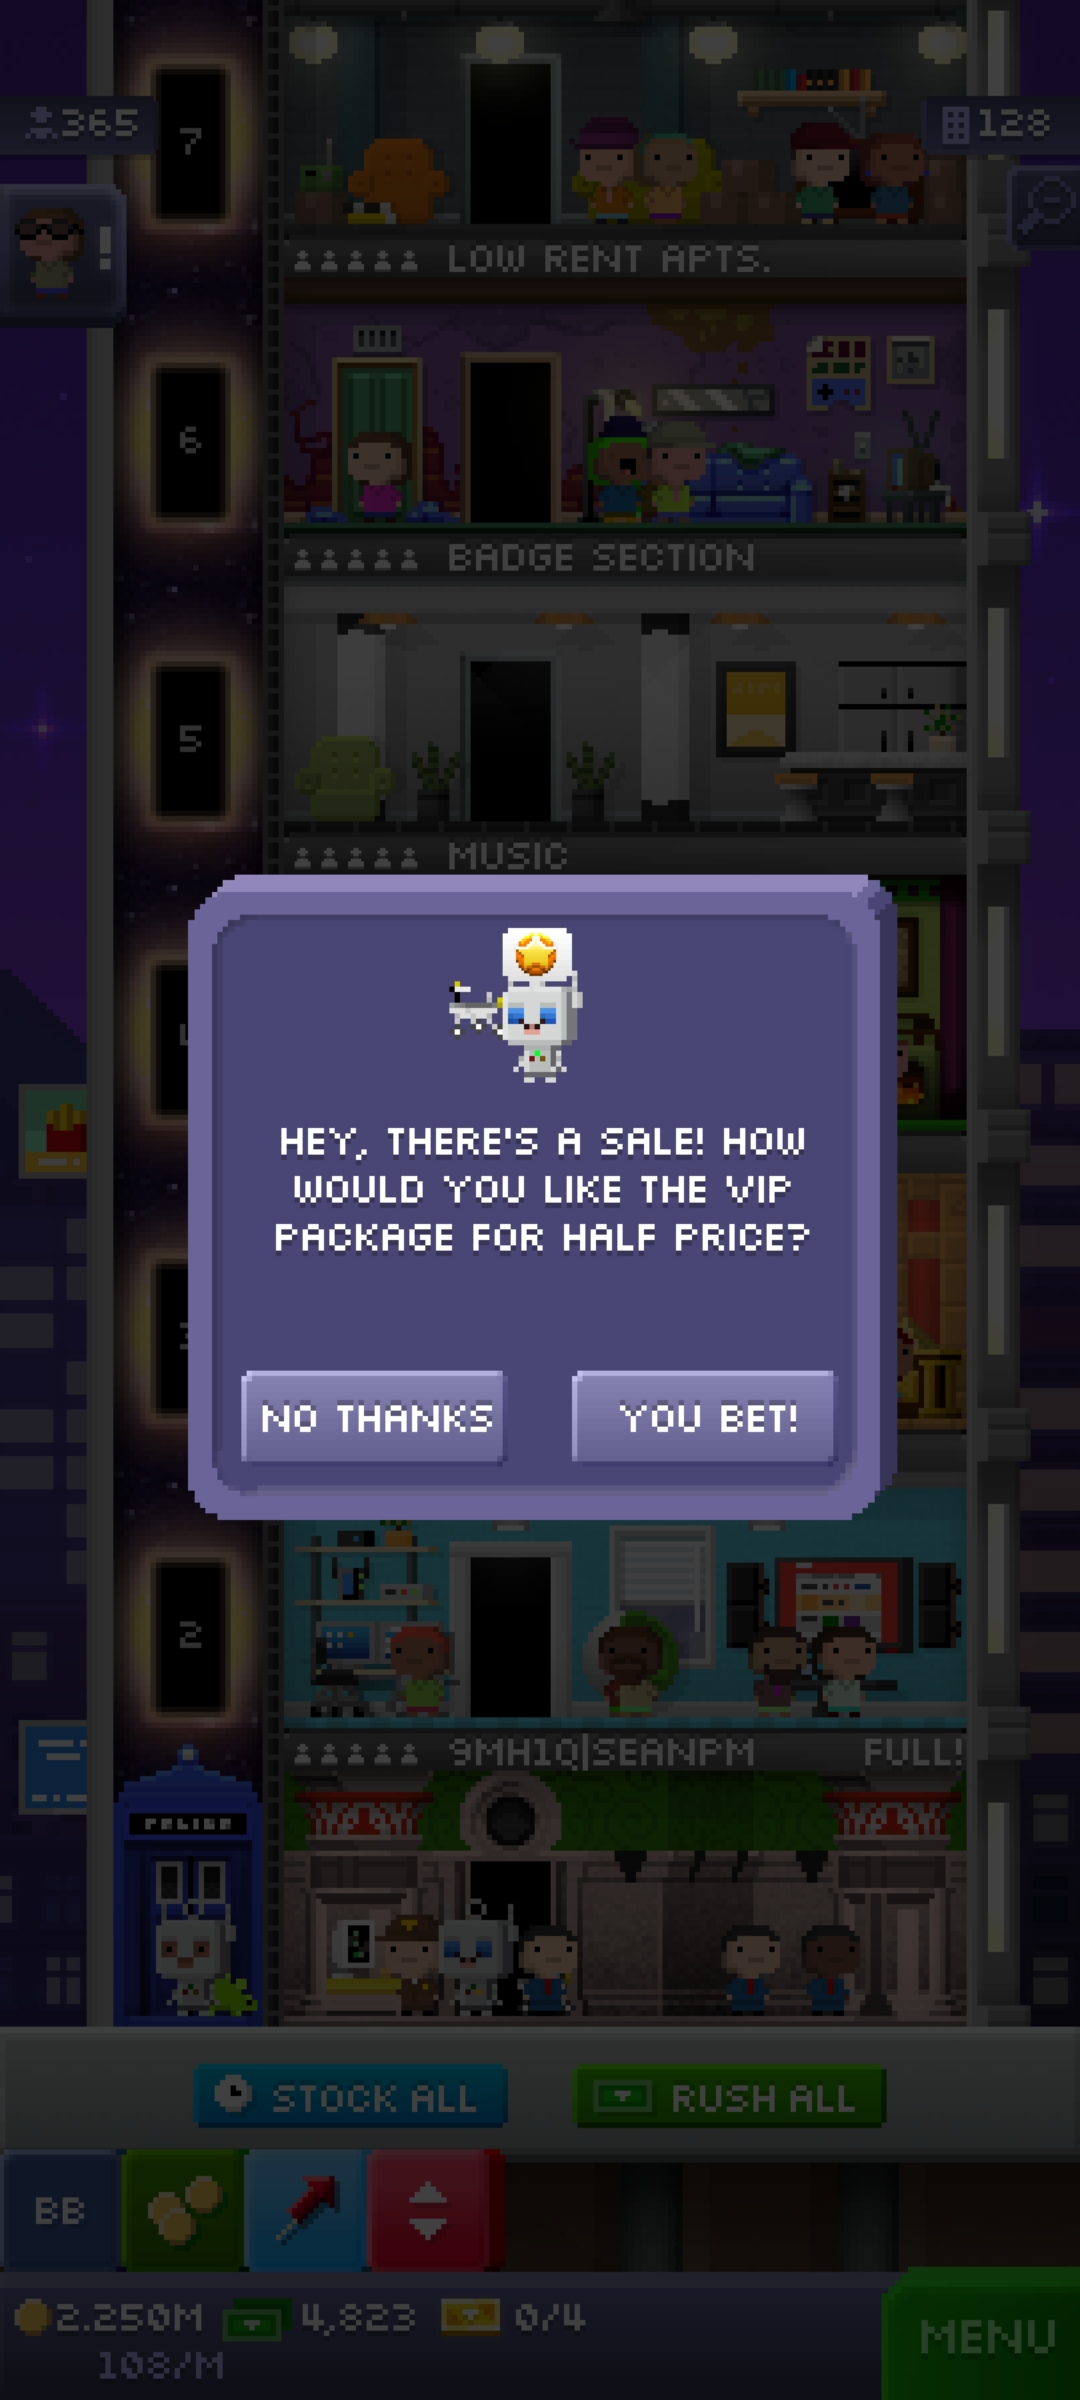 365
7
128
!
LOW RENT APTS.
6
BADGE SECTION
5
MUSIC
HEY, THERE'S A SALE! HOW
WOULD YOU LIKE THE VIP
PACKAGE FOR HALF PRICE?
NO THANKS
YOU BET!
2
9MH1Q|SEANPM
FULL!
POLICE
STOCK ALL
RUSH ALL
BB
2.250M
4,823
0/4
MENU
108/M